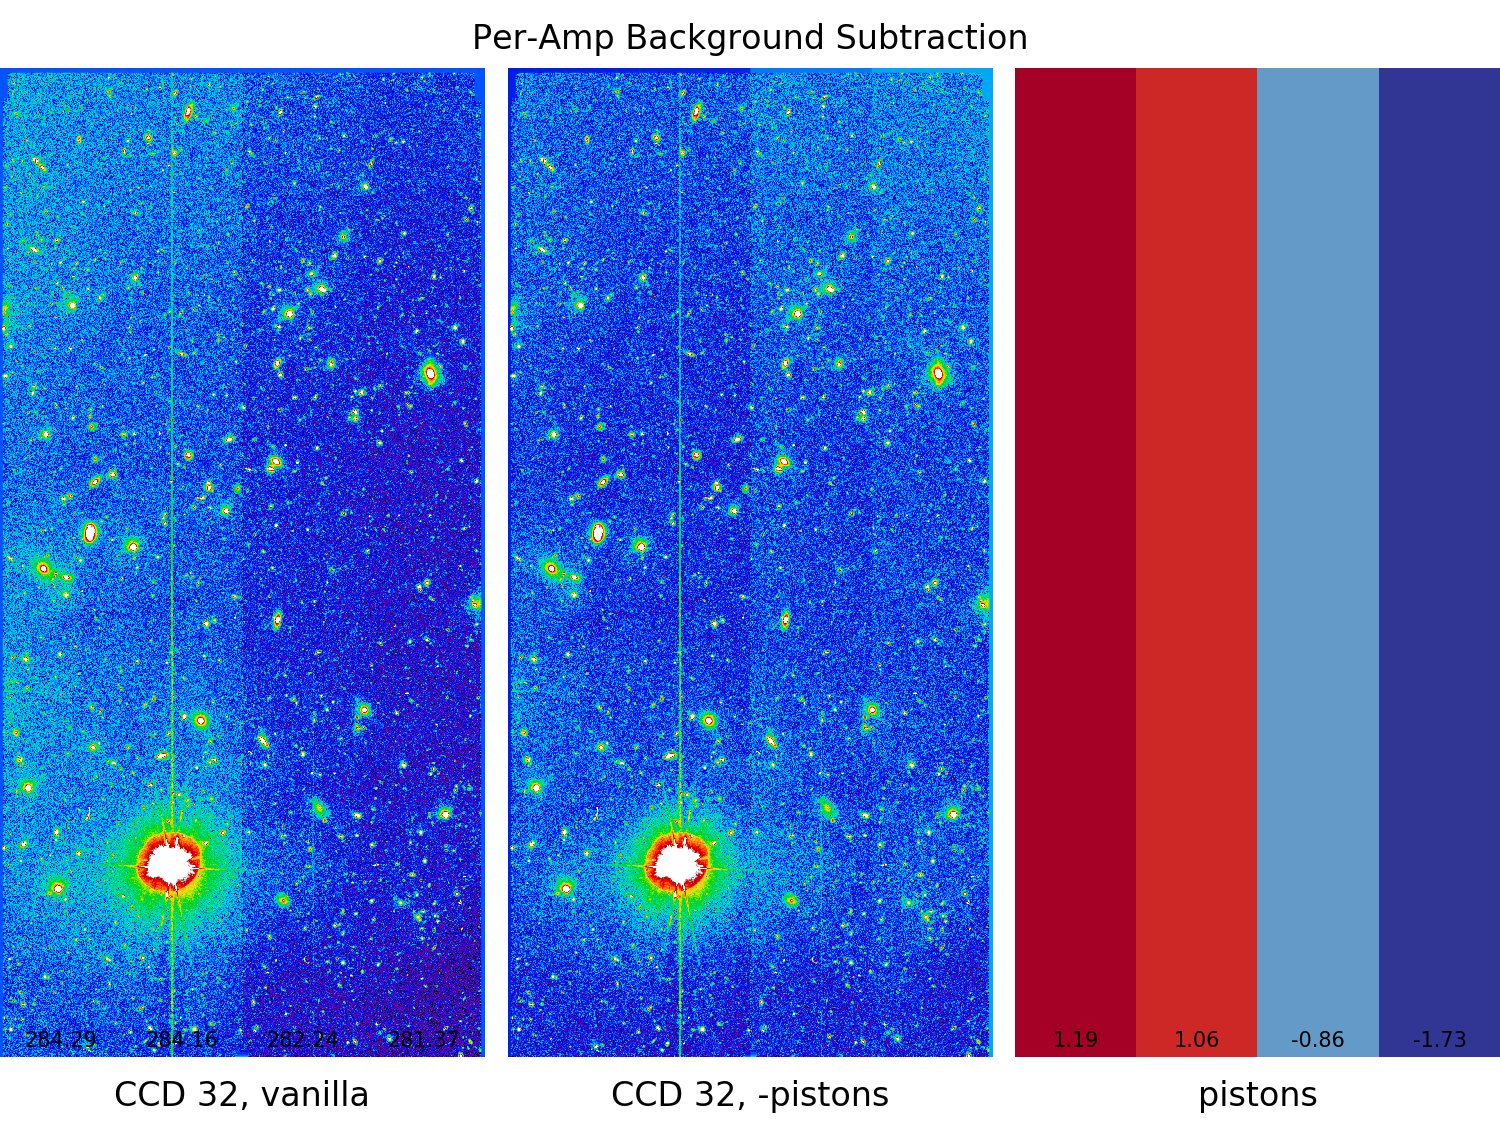 Per-Amp Background Subtraction
284.29 284.16 282.24 281.37
1.19 1.06 -0.86 -1.73
CCD 32, vanilla
CCD 32, -pistons
pistons